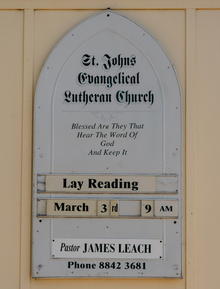 St. Johns
Evangelical
Lutheran Church
Blessed Are They That
Hear The Word Of
God
And Keep It
Lay Reading
March 3rd 9 AM
Pastor JAMES LEACH
Phone 8842 3681